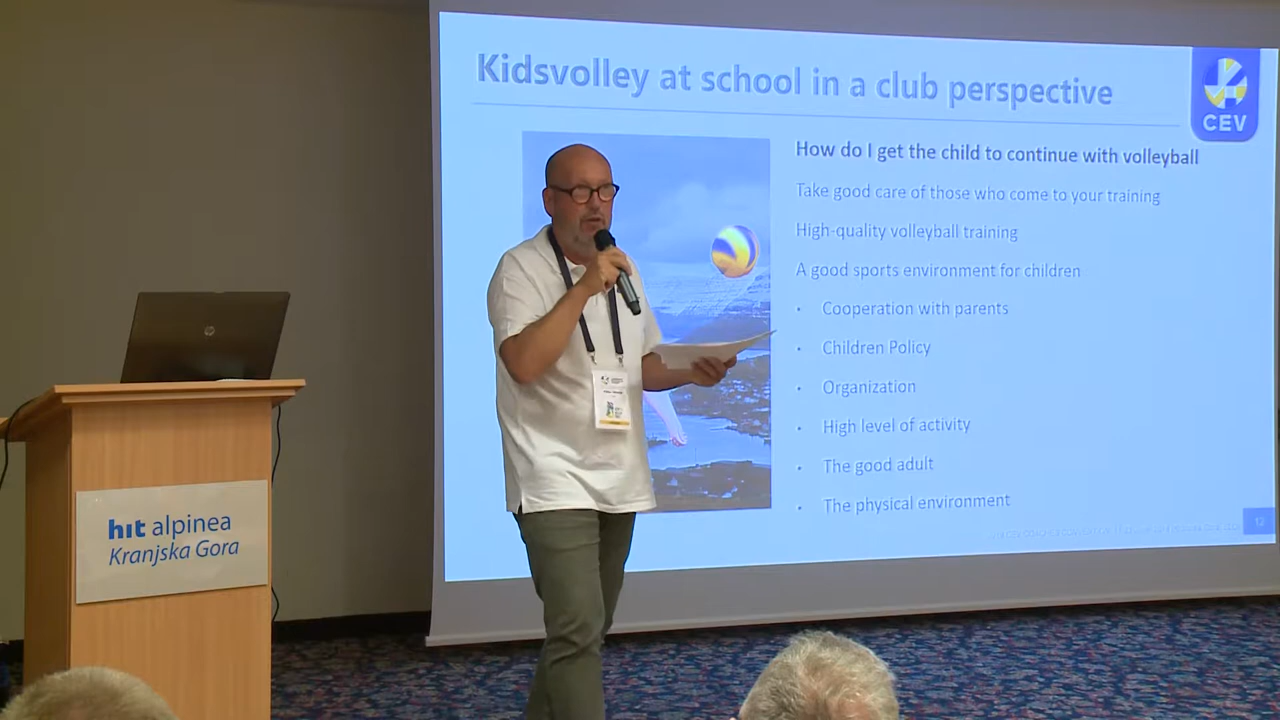 Kidsvolley at school in a club perspective
CEV
How do I get the child to continue with volleyball
Take good care of those who come to your training
High-quality volleyball training
A good sports environment for children
• Cooperation with parents
• Children Policy
• Organization
• High level of activity
• The good adult
• The physical environment
12
hp
hit alpinea
Kranjska Gora